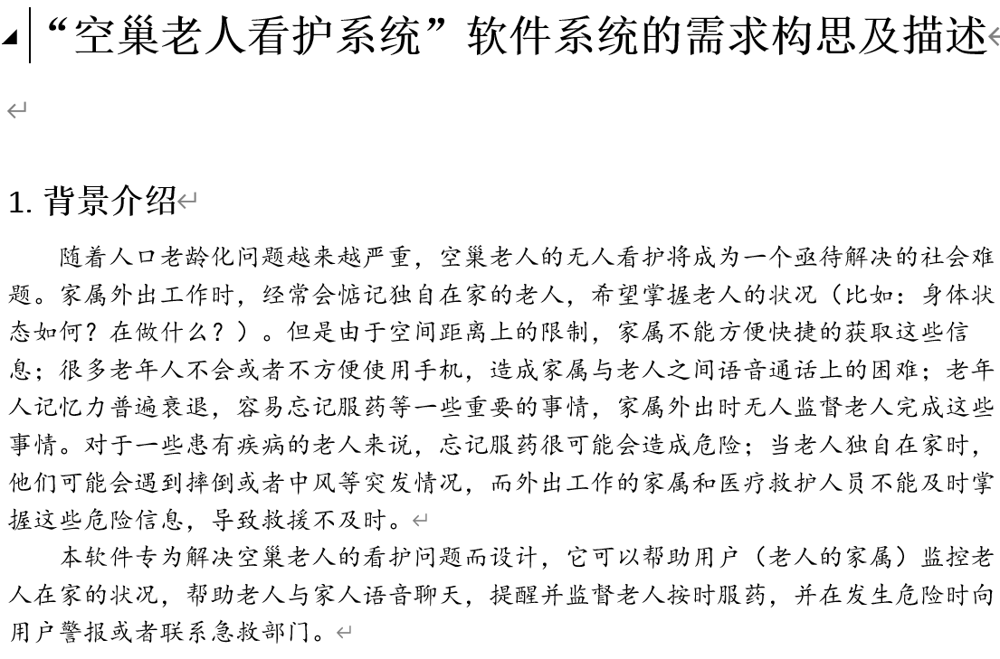 “空巢老人看护系统”软件系统的需求构思及描述
1. 背景介绍
随着人口老龄化问题越来越严重，空巢老人的无人看护将成为一个亟待解决的社会难
题。家属外出工作时，经常会惦记独自在家的老人，希望掌握老人的状况（比如：身体状
态如何？在做什么？）。但是由于空间距离上的限制，家属不能方便快捷的获取这些信
息；很多老年人不会或者不方便使用手机，造成家属与老人之间语音通话上的困难；老年
人记忆力普遍衰退，容易忘记服药等一些重要的事情，家属外出时无人监督老人完成这些
事情。对于一些患有疾病的老人来说，忘记服药很可能会造成危险；当老人独自在家时，
他们可能会遇到摔倒或者中风等突发情况，而外出工作的家属和医疗救护人员不能及时掌
握这些危险信息，导致救援不及时。
本软件专为解决空巢老人的看护问题而设计，它可以帮助用户（老人的家属）监控老
人在家的状况，帮助老人与家人语音聊天，提醒并监督老人按时服药，并在发生危险时向
用户警报或者联系急救部门。